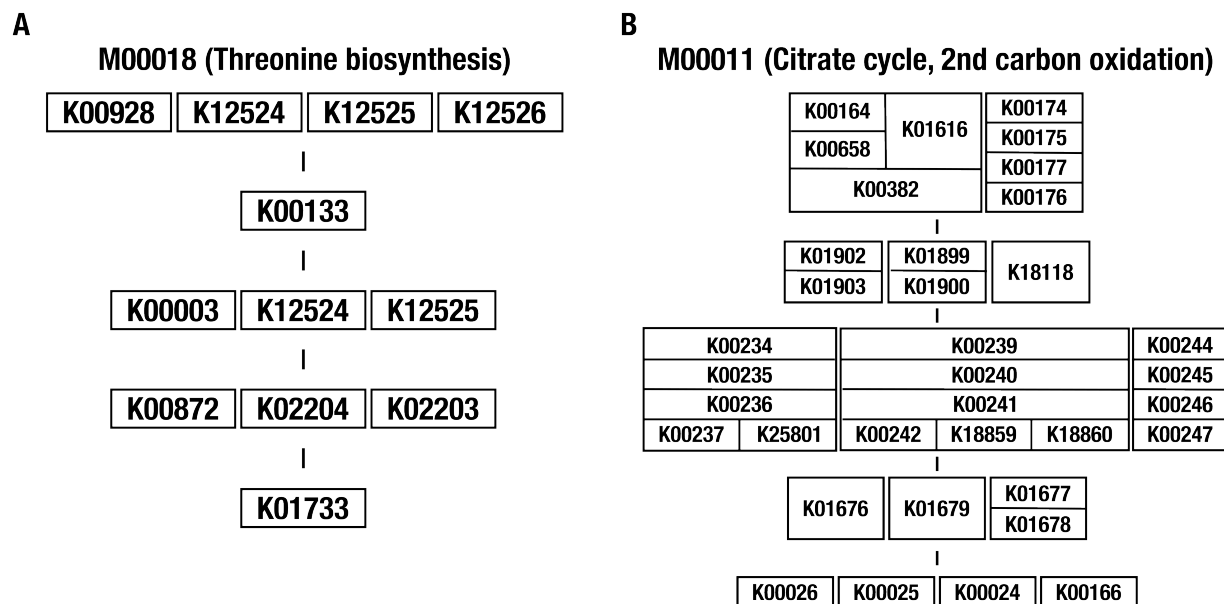 A
M00018 (Threonine biosynthesis)
K00928 K12524 K12525 K12526
K00133
K00003 K12524 K12525
K00872 K02204 K02203
K01733
B
M00011 (Citrate cycle, 2nd carbon oxidation)
K00164 K01616 K00174
K00658 K00175
K00382 K00177
K00176
K01902 K01899 K18118
K01903 K01900
K00234 K00239 K00244
K00235 K00240 K00245
K00236 K00241 K00246
K00237 K25801 K00242 K18859 K18860 K00247
K01676 K01679 K01677
K01678
K00026 K00025 K00024 K00166